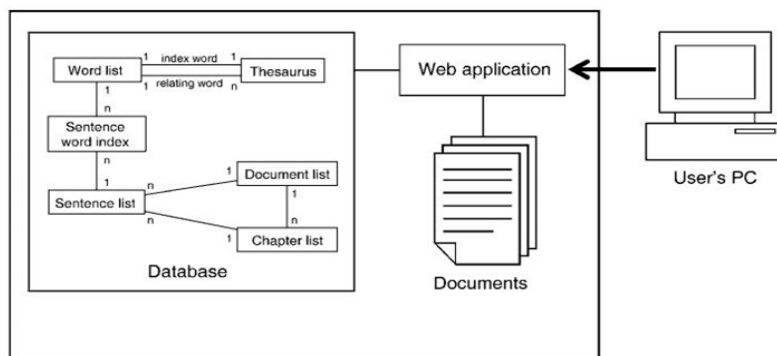 1 index word 1
Word list
Thesaurus
1 relating word n
1
n
Sentence
word index
n
1
Sentence list
n
1
Document list
1
n
n
1
Chapter list
Database
Web application
Documents
User's PC